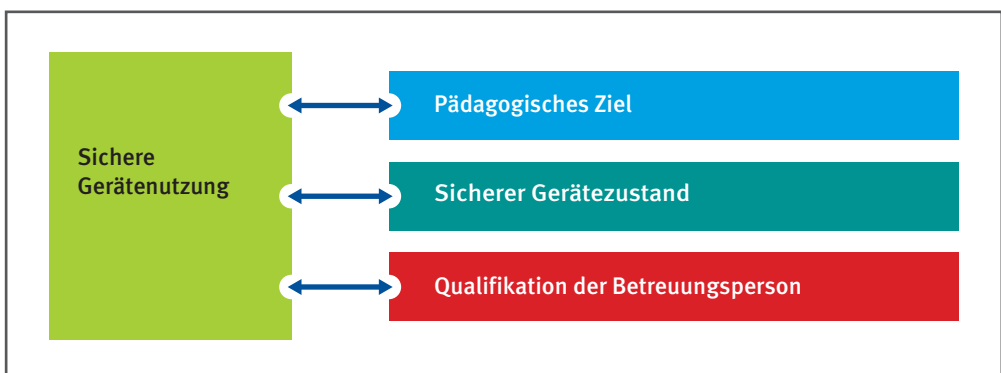 Sichere
Gerätenutzung
Pädagogisches Ziel
Sicherer Gerätezustand
Qualifikation der Betreuungsperson